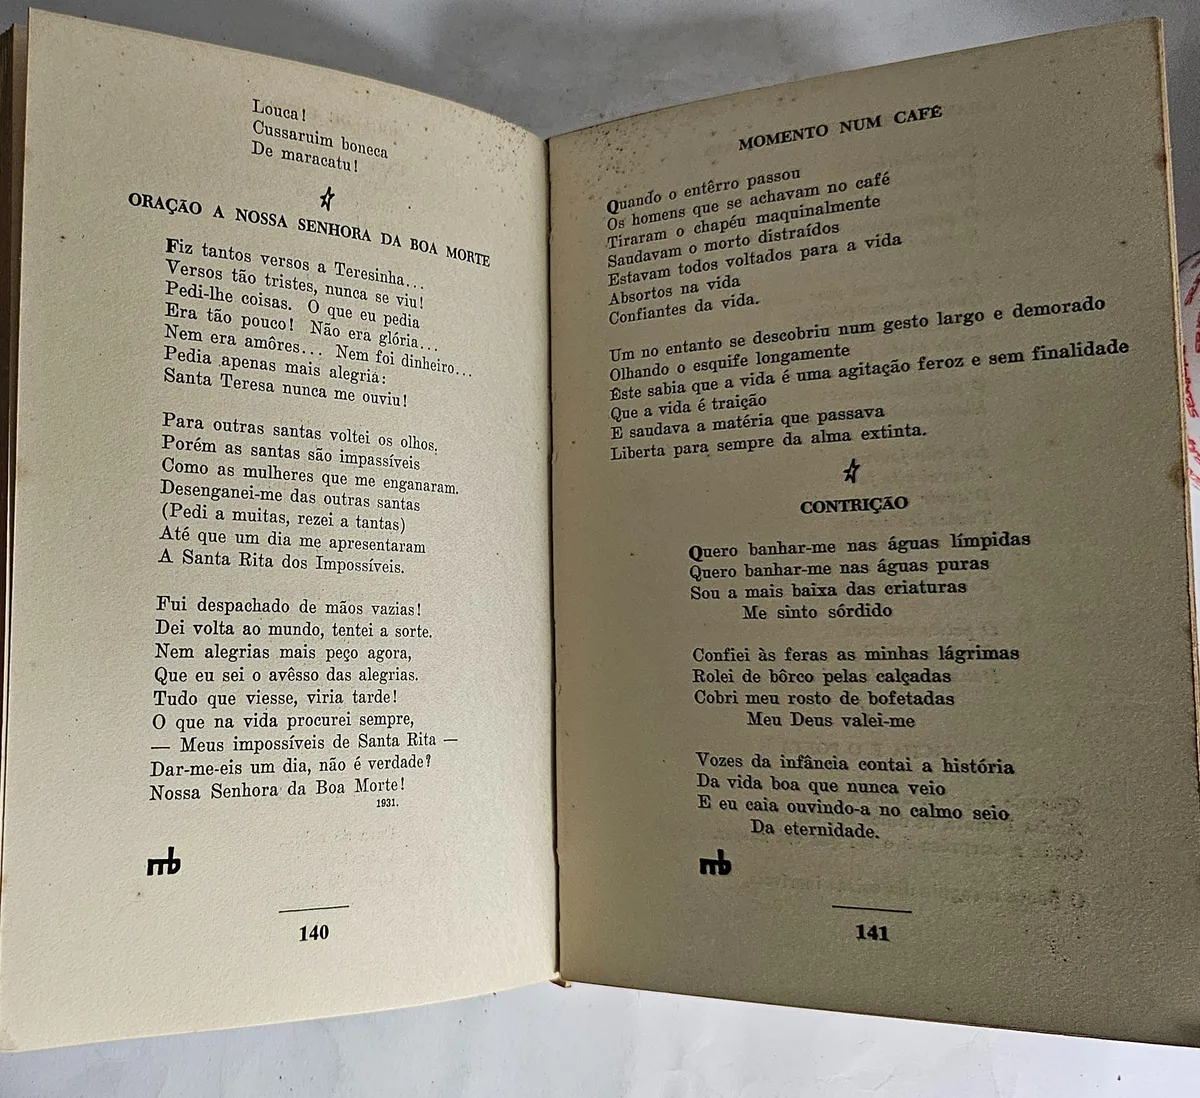 Louca!
Cussaruim boneca
De maracatu!
ORAÇÃO A NOSSA SENHORA DA BOA MORTE
Fiz tantos versos a Teresinha...
Versos tão tristes, nunca se viu!
Pedi-lhe coisas. O que eu pedia
Era tão pouco! Não era glória...
Nem era amôres... Nem foi dinheiro...
Pedia apenas mais alegria:
Santa Teresa nunca me ouviu!
Para outras santas voltei os olhos.
Porém as santas são impassíveis
Como as mulheres que me enganaram.
Desenganei-me das outras santas
(Pedi a muitas, rezei a tantas)
Até que um dia me apresentaram
A Santa Rita dos Impossíveis.
Fui despachado de mãos vazias!
Dei volta ao mundo, tentei a sorte.
Nem alegrias mais peço agora,
Que eu sei o avêsso das alegrias.
Tudo que viesse, viria tarde!
O que na vida procurei sempre,
— Meus impossíveis de Santa Rita —
Dar-me-eis um dia, não é verdade?
Nossa Senhora da Boa Morte!
1931.
mb
140
MOMENTO NUM CAFÉ
Quando o entêrro passou
Os homens que se achavam no café
Tiraram o chapéu maquinalmente
Saudavam o morto distraídos
Estavam todos voltados para a vida
Absortos na vida
Confiantes da vida.
Um no entanto se descobriu num gesto largo e demorado
Olhando o esquife longamente
Êste sabia que a vida é uma agitação feroz e sem finalidade
Que a vida é traição
E saudava a matéria que passava
Liberta para sempre da alma extinta.
CONTRIÇÃO
Quero banhar-me nas águas límpidas
Quero banhar-me nas águas puras
Sou a mais baixa das criaturas
Me sinto sórdido
Confiei às feras as minhas lágrimas
Rolei de bôrco pelas calçadas
Cobri meu rosto de bofetadas
Meu Deus valei-me
Vozes da infância contai a história
Da vida boa que nunca veio
E eu caia ouvindo-a no calmo seio
Da eternidade.
mb
141